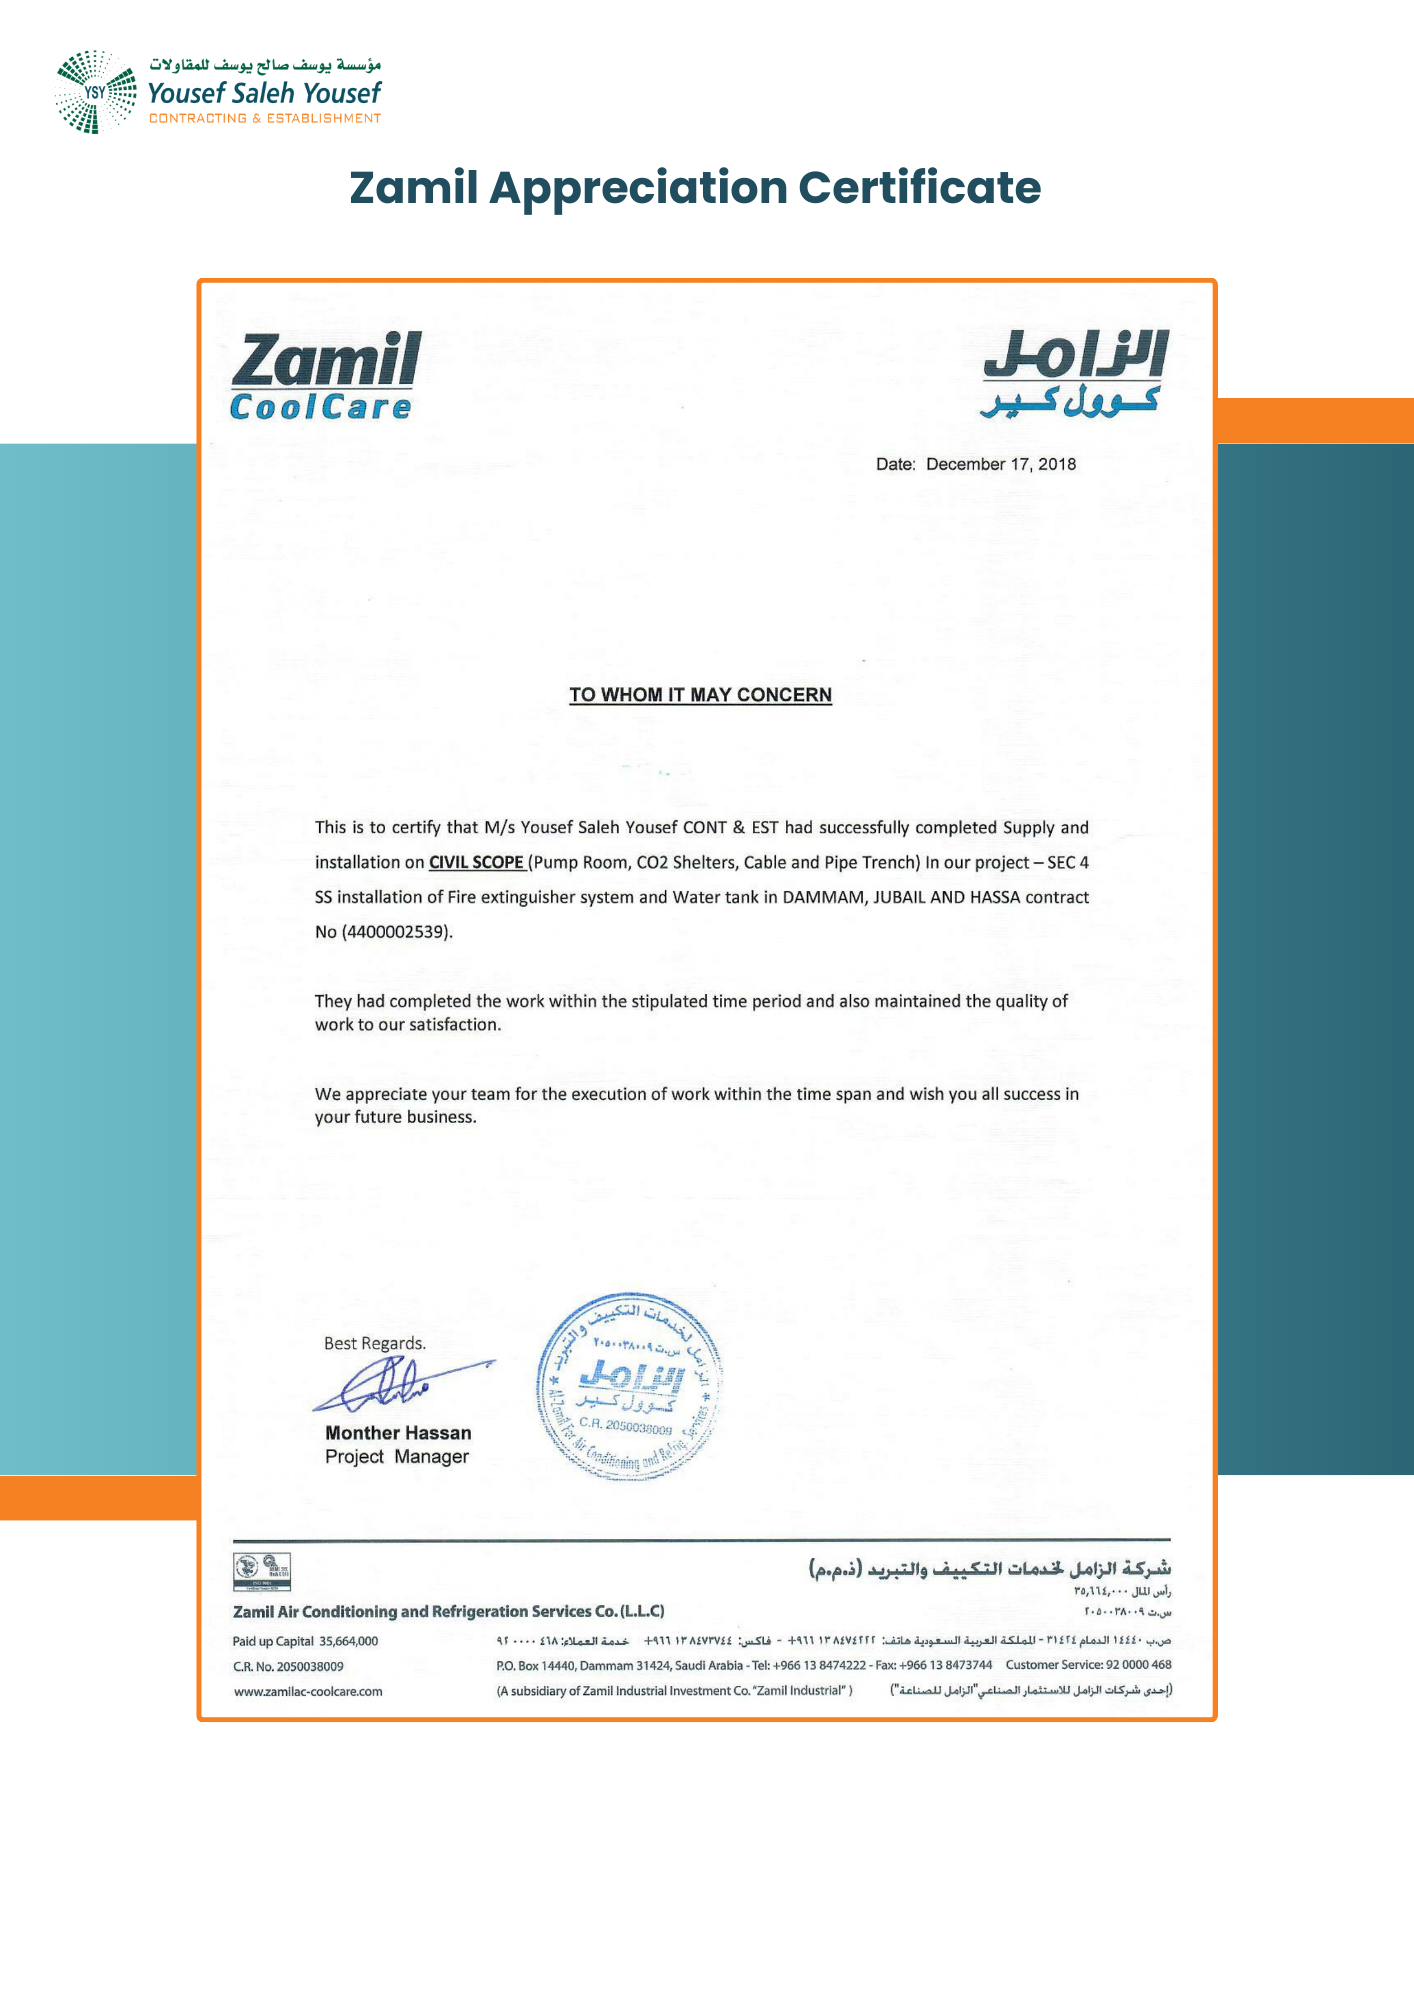 مؤسسة يوسف صالح يوسف للمقاولات
YSY
Yousef Saleh Yousef
CONTRACTING & ESTABLISHMENT
Zamil Appreciation Certificate
Zamil
CoolCare
الزامل
كوول كير
Date: December 17, 2018
TO WHOM IT MAY CONCERN
This is to certify that M/s Yousef Saleh Yousef CONT & EST had successfully completed Supply and
installation on CIVIL SCOPE (Pump Room, CO2 Shelters, Cable and Pipe Trench) In our project – SEC 4
SS installation of Fire extinguisher system and Water tank in DAMMAM, JUBAIL AND HASSA contract
No (4400002539).
They had completed the work within the stipulated time period and also maintained the quality of
work to our satisfaction.
We appreciate your team for the execution of work within the time span and wish you all success in
your future business.
Best Regards.
Monther Hassan
Project Manager
الزامل لخدمات التكييف والتبريد
س.ت ٢٠٥٠٠٣٨٠٠٩
الزامل
كوول كير
C.R. 2050038009
Al-Zamil For Air Conditioning and Refrig Services
شركة الزامل لخدمات التكييف والتبريد (ذ.م.م)
رأس المال ٣٥,٦٦٤,٠٠٠
س.ت ٢٠٥٠٠٣٨٠٠٩
Zamil Air Conditioning and Refrigeration Services Co. (L.L.C)
Paid up Capital 35,664,000
ص.ب ١٤٤٤٠ الدمام ٣١٤٢٤ - المملكة العربية السعودية هاتف: ٨٤٧٤٢٢٢ ١٣ ٩٦٦+ - فاكس: ٨٤٧٣٧٤٤ ١٣ ٩٦٦+ خدمة العملاء: ٤٦٨ ٠٠٠٠ ٩٢
C.R. No. 2050038009
P.O. Box 14440, Dammam 31424, Saudi Arabia - Tel: +966 13 8474222 - Fax: +966 13 8473744 Customer Service: 92 0000 468
www.zamilac-coolcare.com
(A subsidiary of Zamil Industrial Investment Co. "Zamil Industrial" )
(إحدى شركات الزامل للاستثمار الصناعي"الزامل للصناعة")